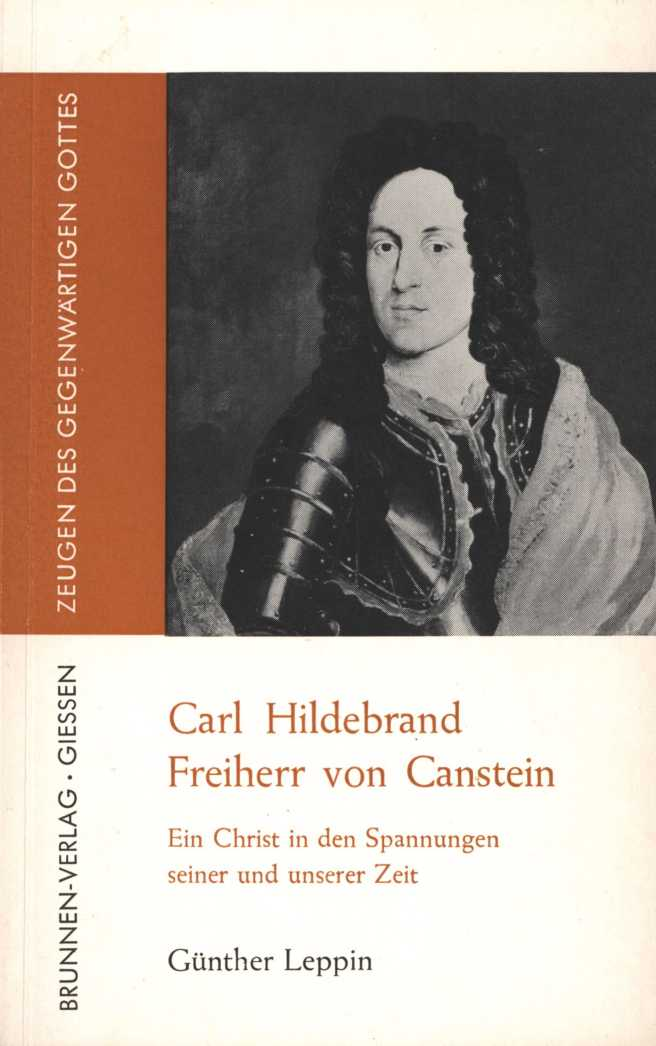 ZEUGEN DES GEGENWÄRTIGEN GOTTES
BRUNNEN-VERLAG · GIESSEN
Carl Hildebrand
Freiherr von Canstein
Ein Christ in den Spannungen
seiner und unserer Zeit
Günther Leppin